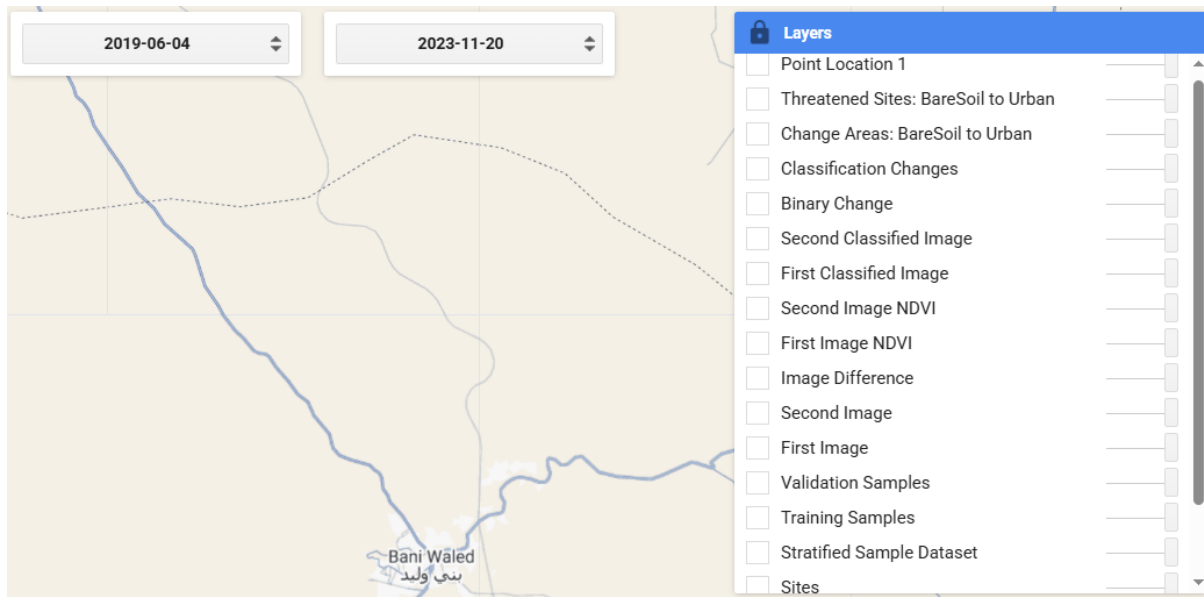 2019-06-04
2023-11-20
Layers
Point Location 1
Threatened Sites: BareSoil to Urban
Change Areas: BareSoil to Urban
Classification Changes
Binary Change
Second Classified Image
First Classified Image
Second Image NDVI
First Image NDVI
Image Difference
Second Image
First Image
Validation Samples
Training Samples
Stratified Sample Dataset
Sites
Bani Waled
بني وليد